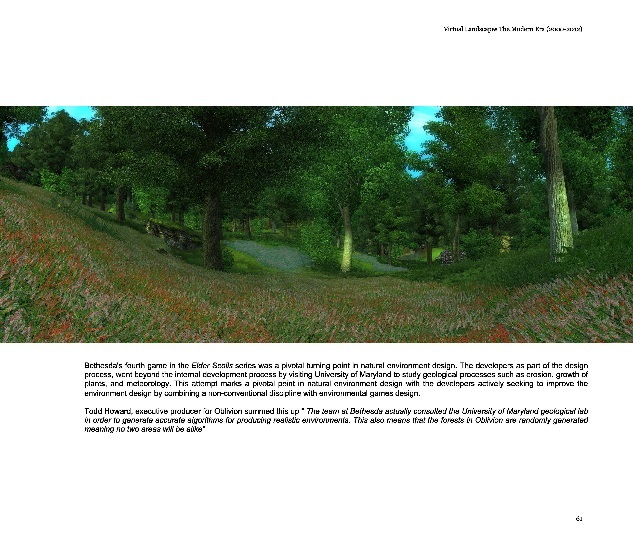 Virtual Landscapes The Modern Era (2000-2012)
Bethesda's fourth game in the Elder Scolls series was a pivotal turning point in natural environment design. The developers as part of the design
process, went beyond the internal development process by visiting University of Maryland to study geological processes such as erosion, growth of
plants, and meteorology. This attempt marks a pivotal point in natural environment design with the developers actively seeking to improve the
environment design by combining a non-conventional discipline with environmental games design.
Todd Howard, executive producer for Oblivion summed this up " The team at Bethesda actually consulted the University of Maryland geological lab
in order to generate accurate algorithms for producing realistic environments. This also means that the forests in Oblivion are randomly generated
meaning no two areas will be alike"
61